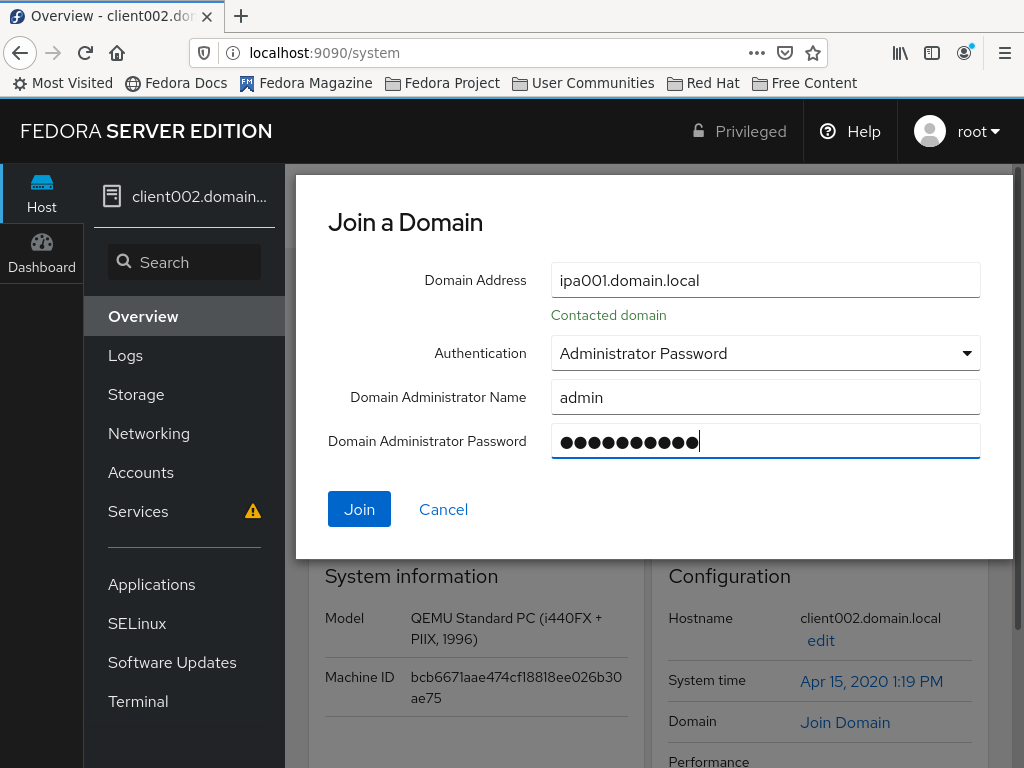 Overview - client002.do
localhost:9090/system
Most Visited Fedora Docs Fedora Magazine Fedora Project User Communities Red Hat Free Content
FEDORA SERVER EDITION
Privileged
Help
root
Host
Dashboard
client002.domain...
Search
Overview
Logs
Storage
Networking
Accounts
Services
Applications
SELinux
Software Updates
Terminal
Join a Domain
Domain Address ipa001.domain.local
Contacted domain
Authentication Administrator Password
Domain Administrator Name admin
Domain Administrator Password ●●●●●●●●●●
Join Cancel
System information
Model QEMU Standard PC (i440FX +
PIIX, 1996)
Machine ID bcb6671aae474cf18818ee026b30
ae75
Configuration
Hostname client002.domain.local
edit
System time Apr 15, 2020 1:19 PM
Domain Join Domain
Performance